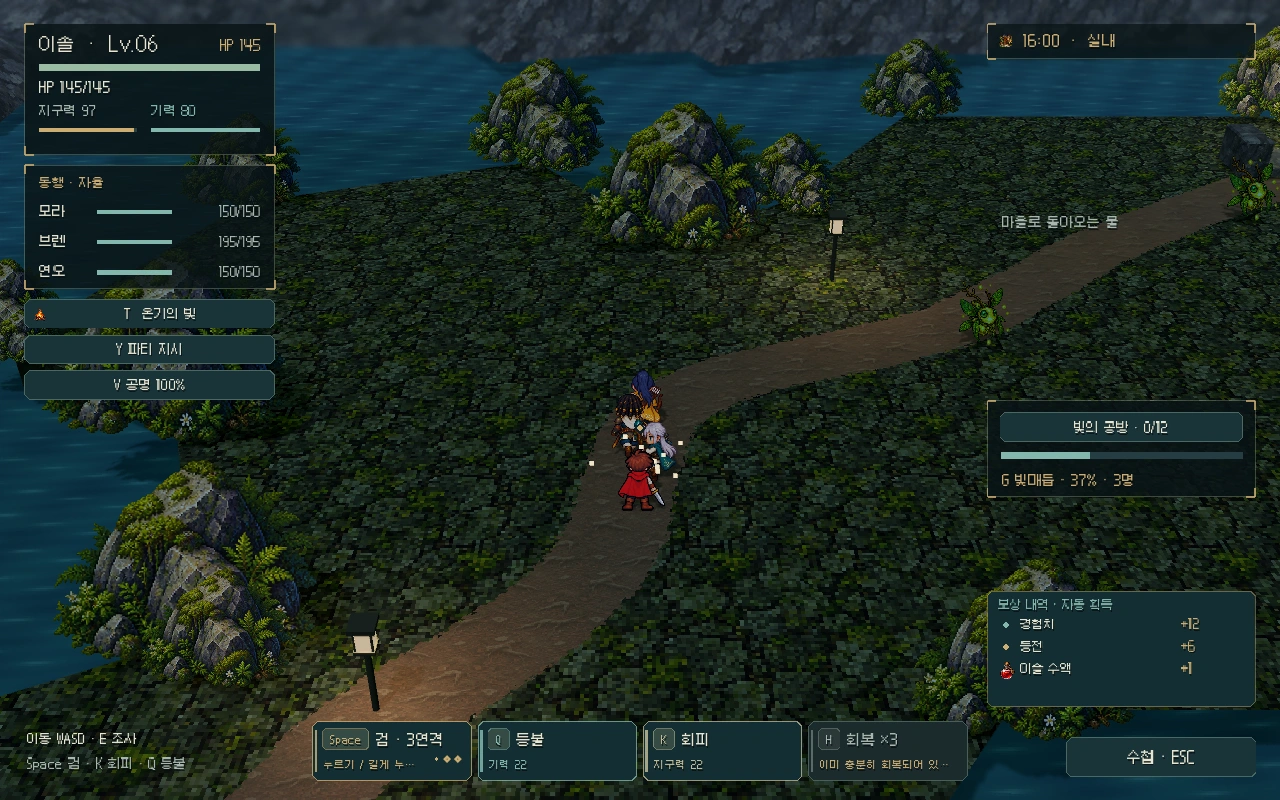 이솔 · Lv.06 HP 145
HP 145/145
지구력 97 기력 80
동행 · 자율
모라 150/150
브렌 195/195
연오 150/150
T 온기의 빛
Y 파티 지시
V 공명 100%
16:00 · 실내
마을로 돌아오는 물
빛의 공방 · 0/12
G 빛매듭 · 37% · 3명
보상 내역 · 자동 획득
경험치 +12
등전 +6
이슬 수액 +1
이동 WASD · E 조사
Space 검 · K 회피 · Q 등불
Space 검 · 3연격
누르기 / 길게 누…
Q 등불
기력 22
K 회피
지구력 22
H 회복 ×3
이미 충분히 회복되어 있…
수첩 · ESC